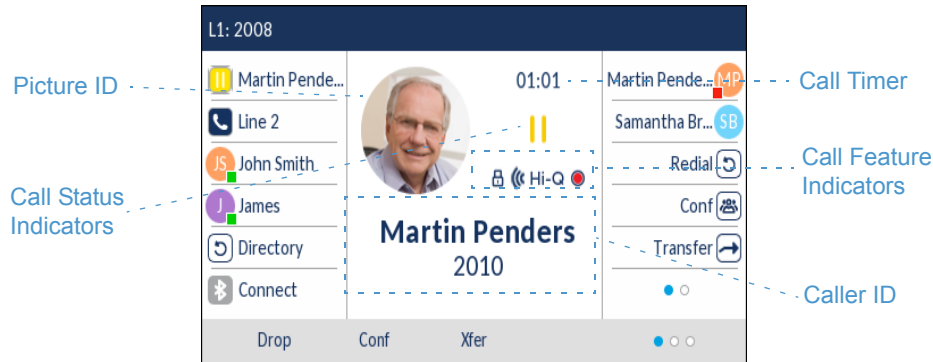 L1: 2008
Picture ID
Martin Pende...
Line 2
JS John Smith
J James
Directory
Connect
Call Status
Indicators
01:01
Hi-Q
Martin Penders
2010
Martin Pende... MP
Samantha Br... SB
Redial
Conf
Transfer
Call Timer
Call Feature
Indicators
Caller ID
Drop Conf Xfer